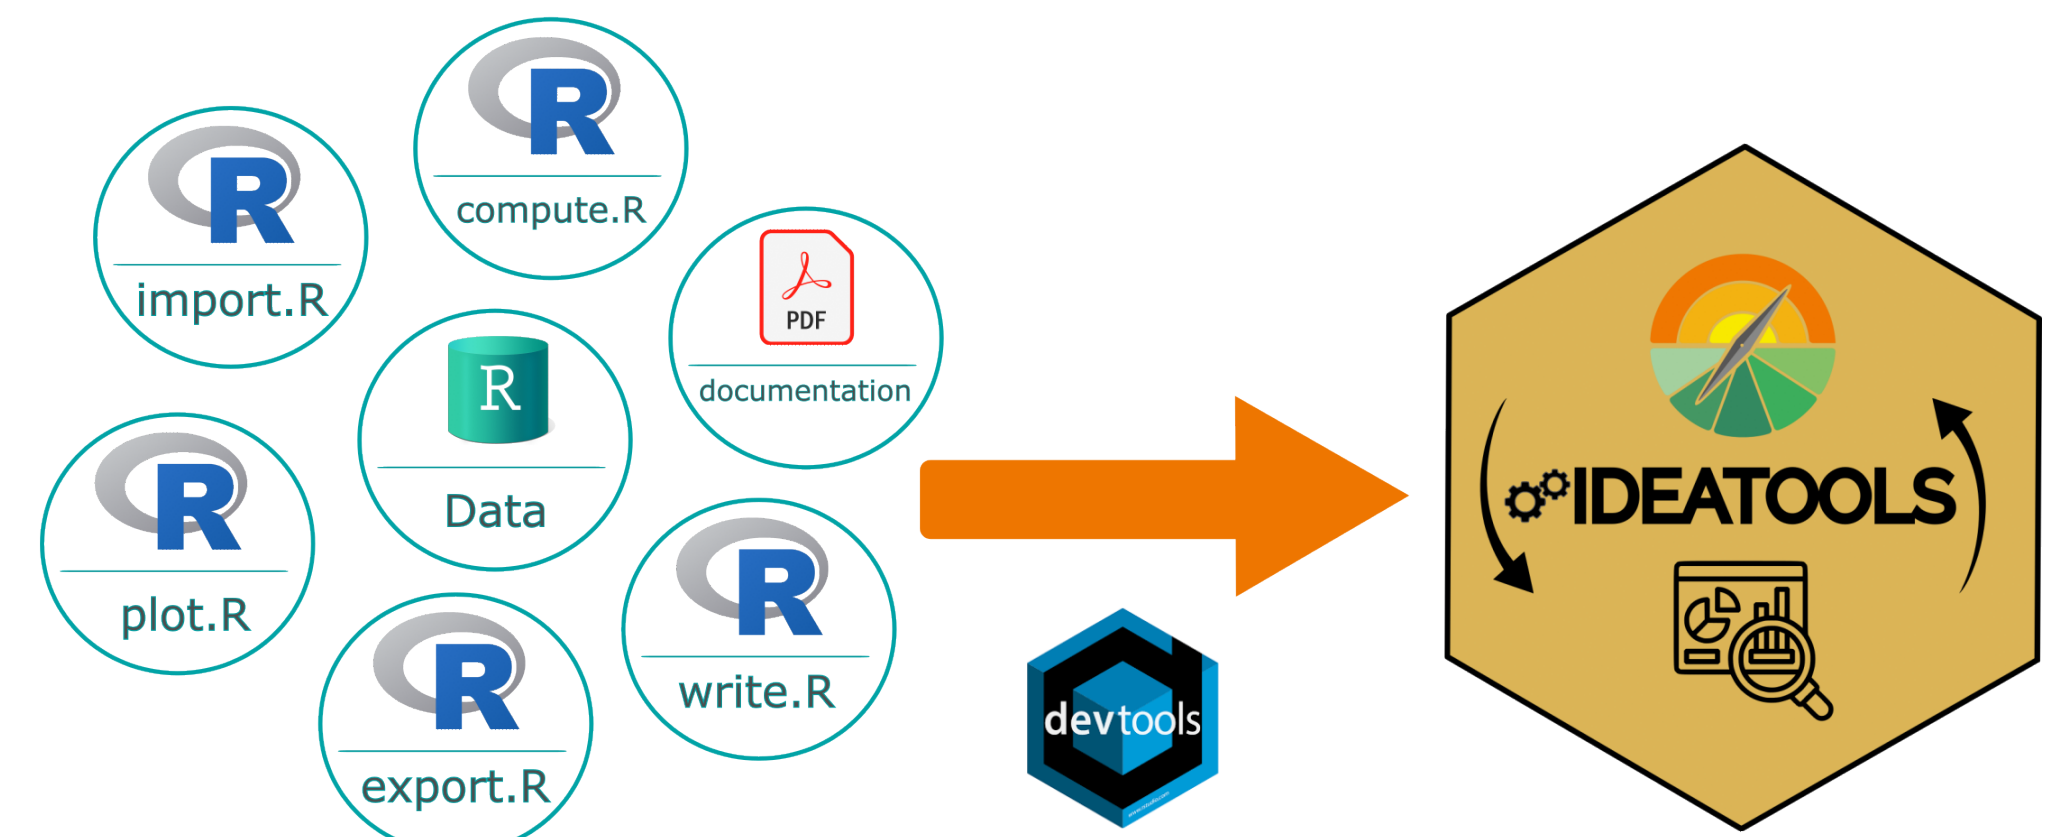 R
compute.R
R
import.R
PDF
documentation
R
Data
R
plot.R
R
write.R
R
export.R
devtools
IDEATOOLS